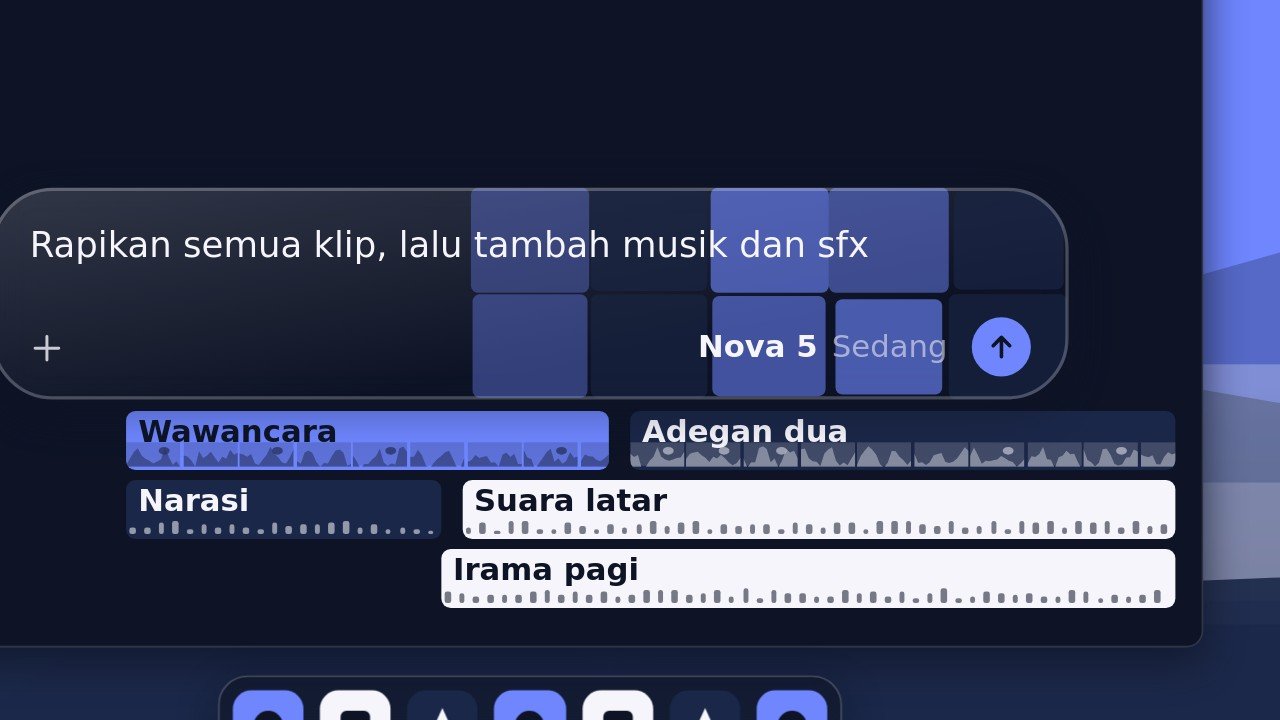 Rapikan semua klip, lalu tambah musik dan sfx
Nova 5 Sedang
Wawancara
Adegan dua
Narasi
Suara latar
Irama pagi